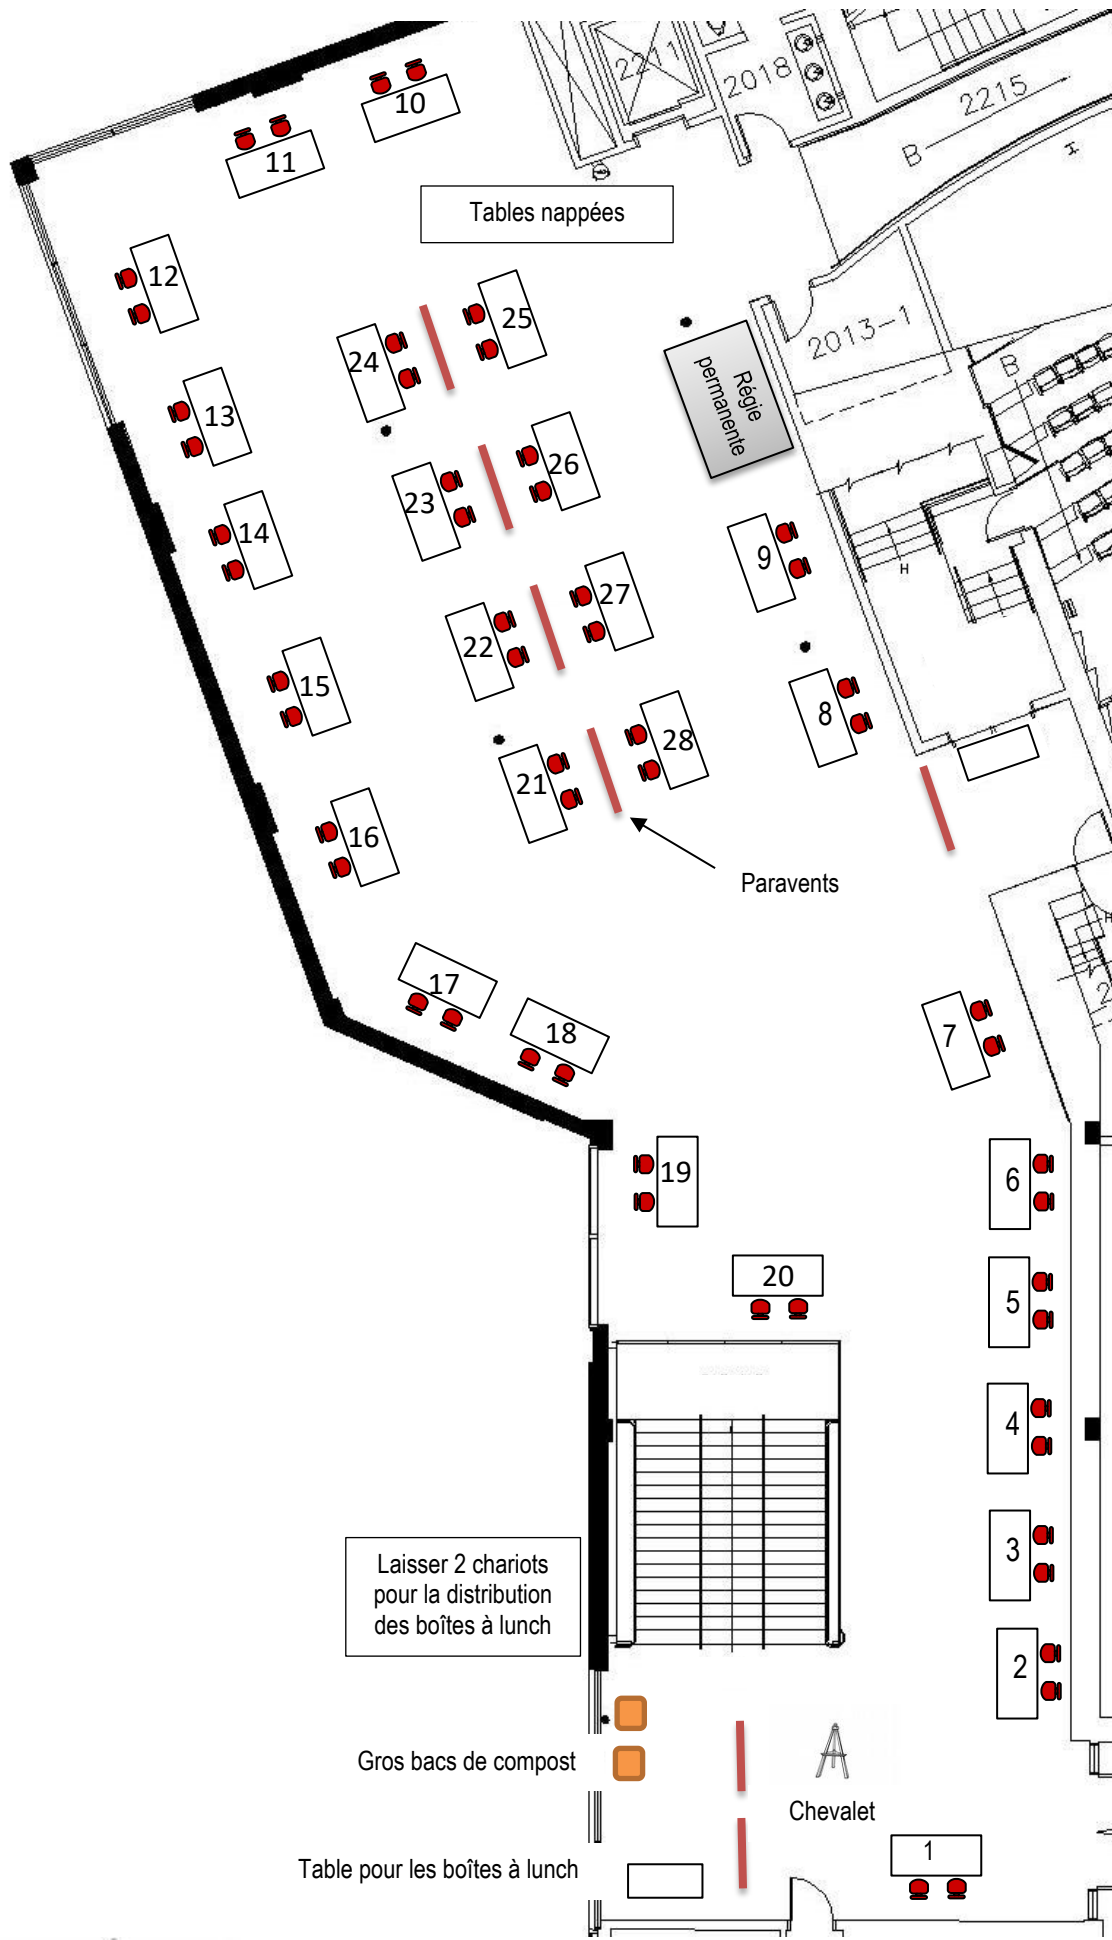 2211
2018
2215
B
10
11
Tables nappées
12
25
24
2013-1
B
Régie
permanente
13
26
23
14
9
H
27
22
15
8
28
21
16
Paravents
H
17
18
7
19
6
20
5
4
3
Laisser 2 chariots
pour la distribution
des boîtes à lunch
2
Gros bacs de compost
Chevalet
1
Table pour les boîtes à lunch